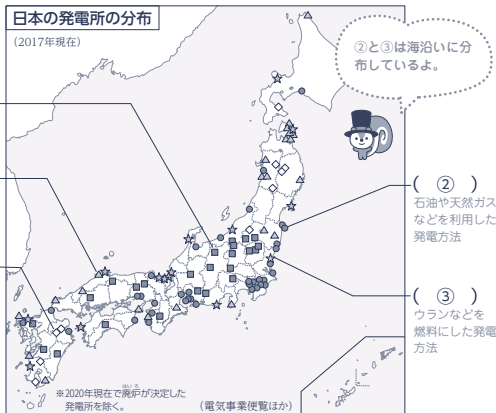 日本の発電所の分布
(2017年現在)
②と③は海沿いに分
布しているよ。
( ② )
石油や天然ガス
などを利用した
発電方法
( ③ )
ウランなどを
燃料にした発電
方法
はいろ
※2020年現在で廃炉が決定した
発電所を除く。
(電気事業便覧ほか)